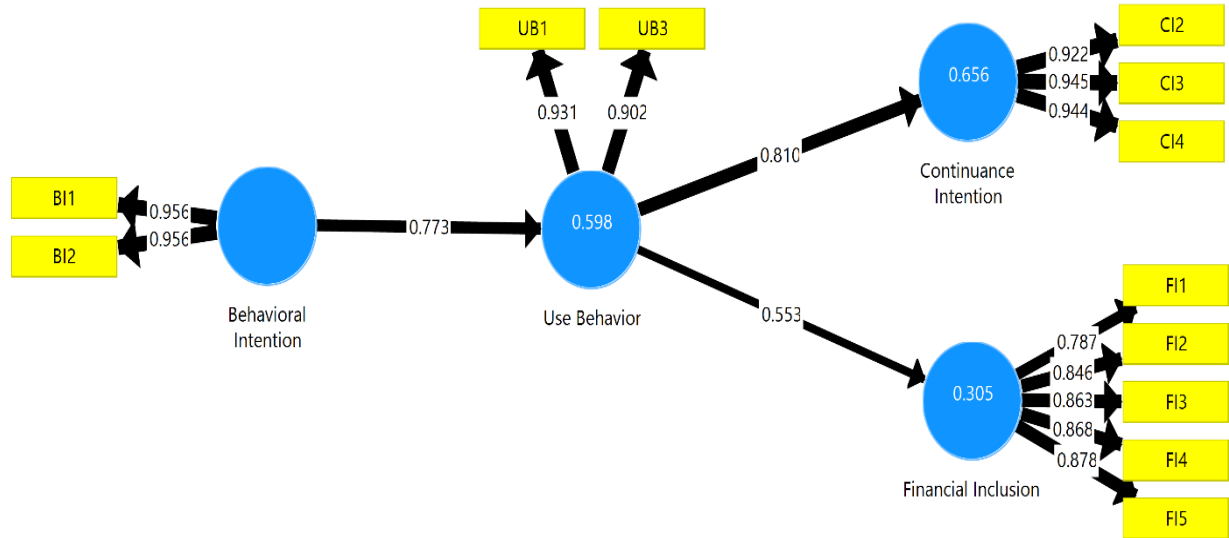 UB1
UB3
CI2
0.922
0.656
0.945
CI3
0.931
0.902
0.944
CI4
0.810
Continuance
Intention
BI1
0.956
0.773
0.598
BI2
0.956
Behavioral
Intention
Use Behavior
0.553
FI1
0.787
FI2
0.846
0.305
0.863
FI3
0.868
FI4
0.878
Financial Inclusion
FI5